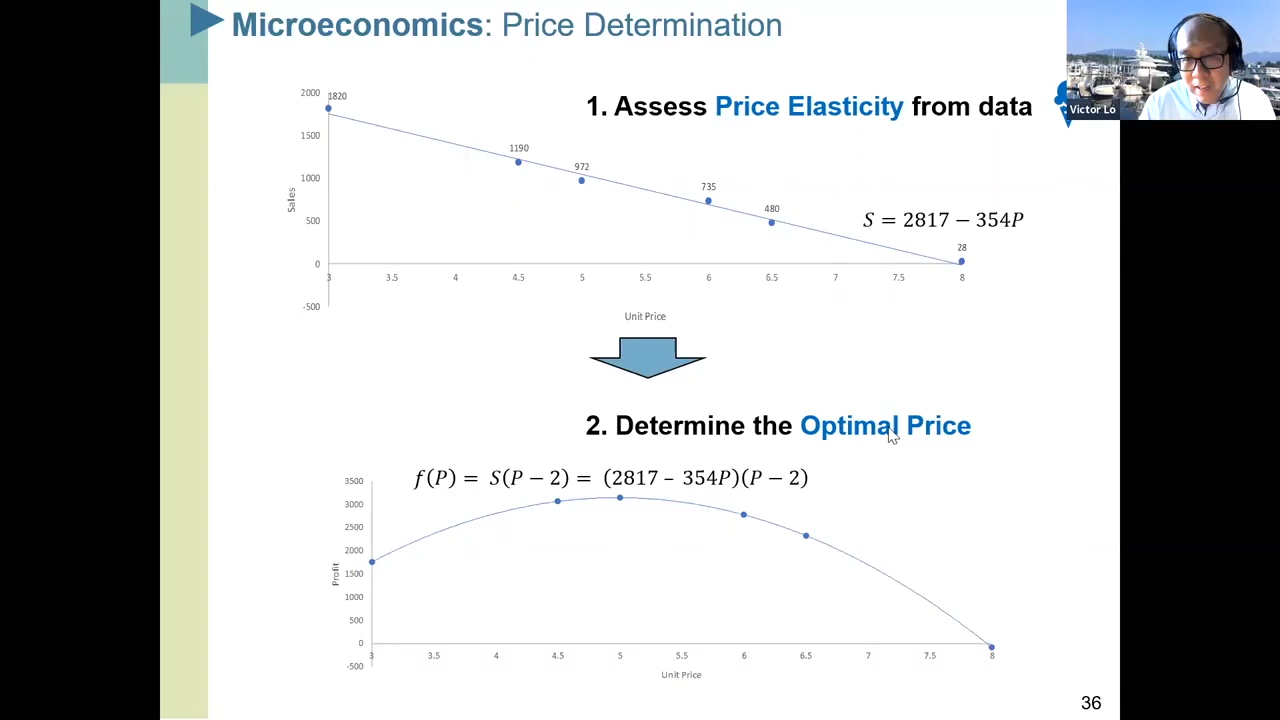 Microeconomics: Price Determination
Victor Lo
1. Assess Price Elasticity from data
2000
1500
1000
500
0
-500
Sales
1820
1190
972
735
480
28
S = 2817 − 354P
3 3.5 4 4.5 5 5.5 6 6.5 7 7.5 8
Unit Price
2. Determine the Optimal Price
f(P) = S(P − 2) = (2817 – 354P)(P − 2)
3500
3000
2500
2000
1500
1000
500
0
-500
Profit
3 3.5 4 4.5 5 5.5 6 6.5 7 7.5 8
Unit Price
36